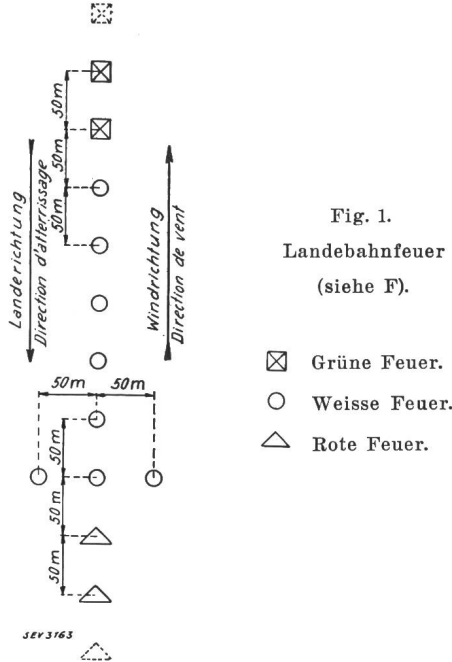 50m
50m
50m
Landerichtung
Direction d'atterrissage
Windrichtung
Direction de vent
50m 50m
50m
50m
50m
SEV 3163
Fig. 1.
Landebahnfeuer
(siehe F).
Grüne Feuer.
Weisse Feuer.
Rote Feuer.